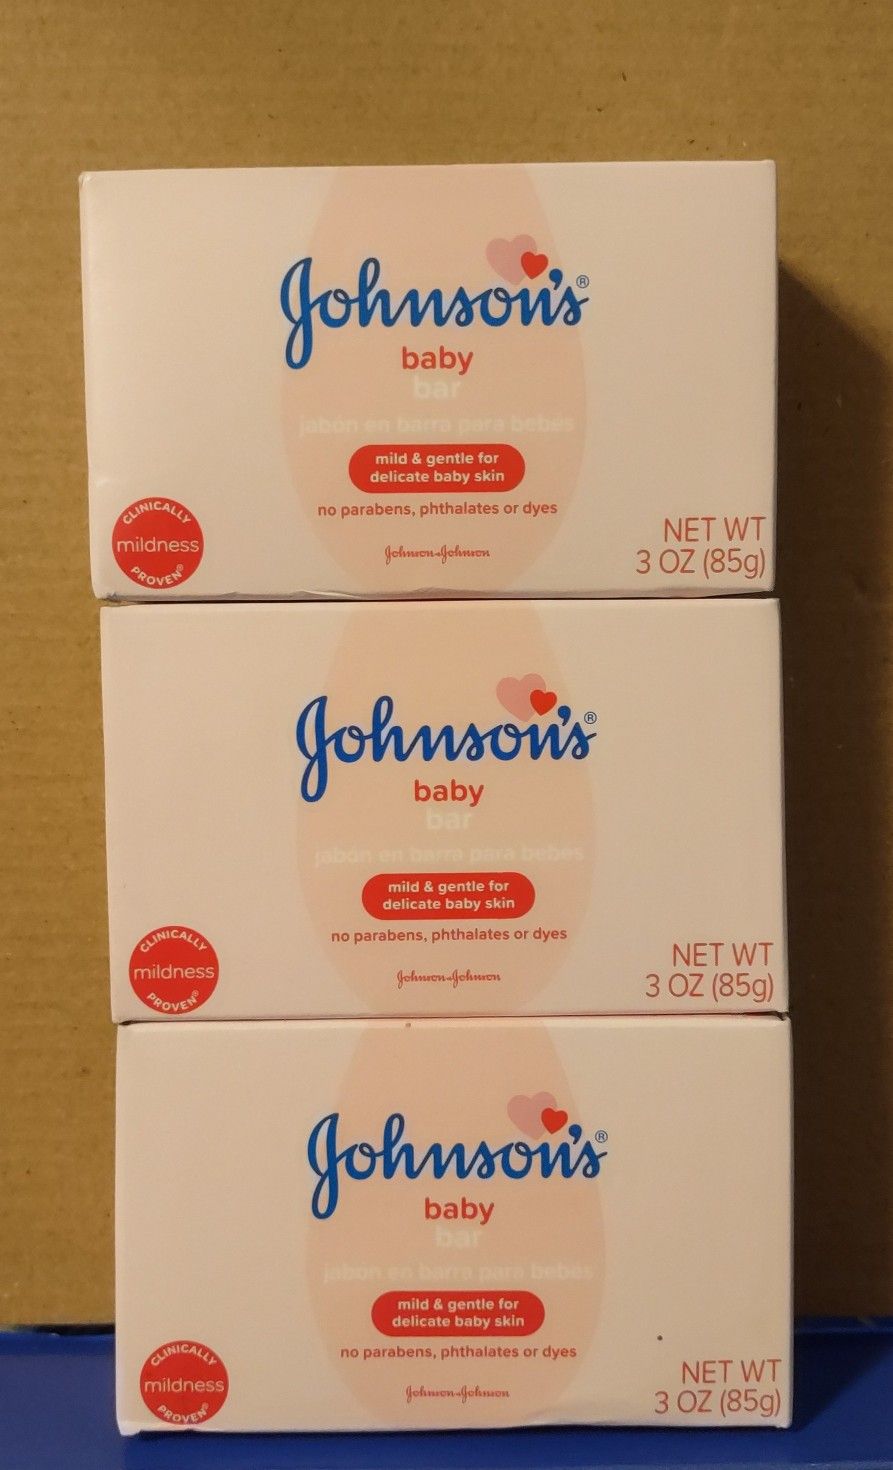 Johnson's®
baby
bar
jabón en barra para bebés
mild & gentle for
delicate baby skin
no parabens, phthalates or dyes
Johnson+Johnson
CLINICALLY
mildness
PROVEN®
NET WT
3 OZ (85g)
Johnson's®
baby
bar
jabón en barra para bebés
mild & gentle for
delicate baby skin
no parabens, phthalates or dyes
Johnson+Johnson
CLINICALLY
mildness
PROVEN®
NET WT
3 OZ (85g)
Johnson's®
baby
bar
jabón en barra para bebés
mild & gentle for
delicate baby skin
no parabens, phthalates or dyes
Johnson+Johnson
CLINICALLY
mildness
PROVEN®
NET WT
3 OZ (85g)